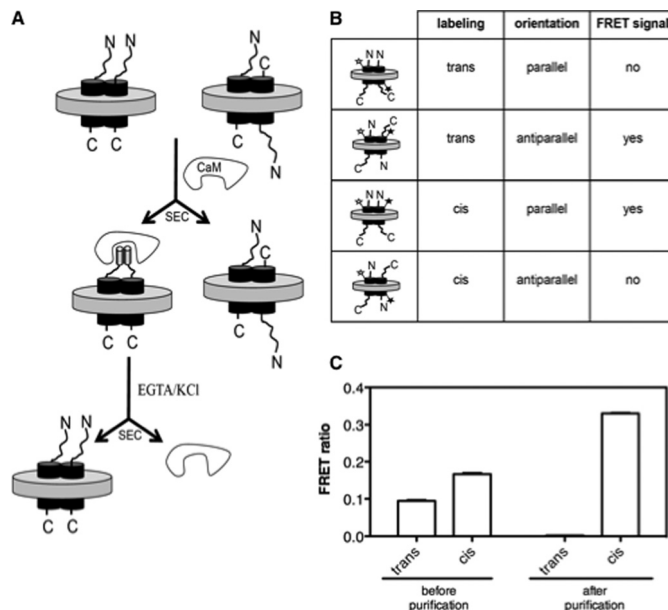 A
N N
N
C
C C
N
CaM
SEC
N
C
C C
C
N
EGTA/KCl
N N
SEC
C C
B
labeling orientation FRET signal
N N
C
C
trans parallel no
N
C
C
N
trans antiparallel yes
N N
C
C
cis parallel yes
N
C
C
N
cis antiparallel no
C
FRET ratio
0.4
0.3
0.2
0.1
0.0
trans cis trans cis
before purification
after purification